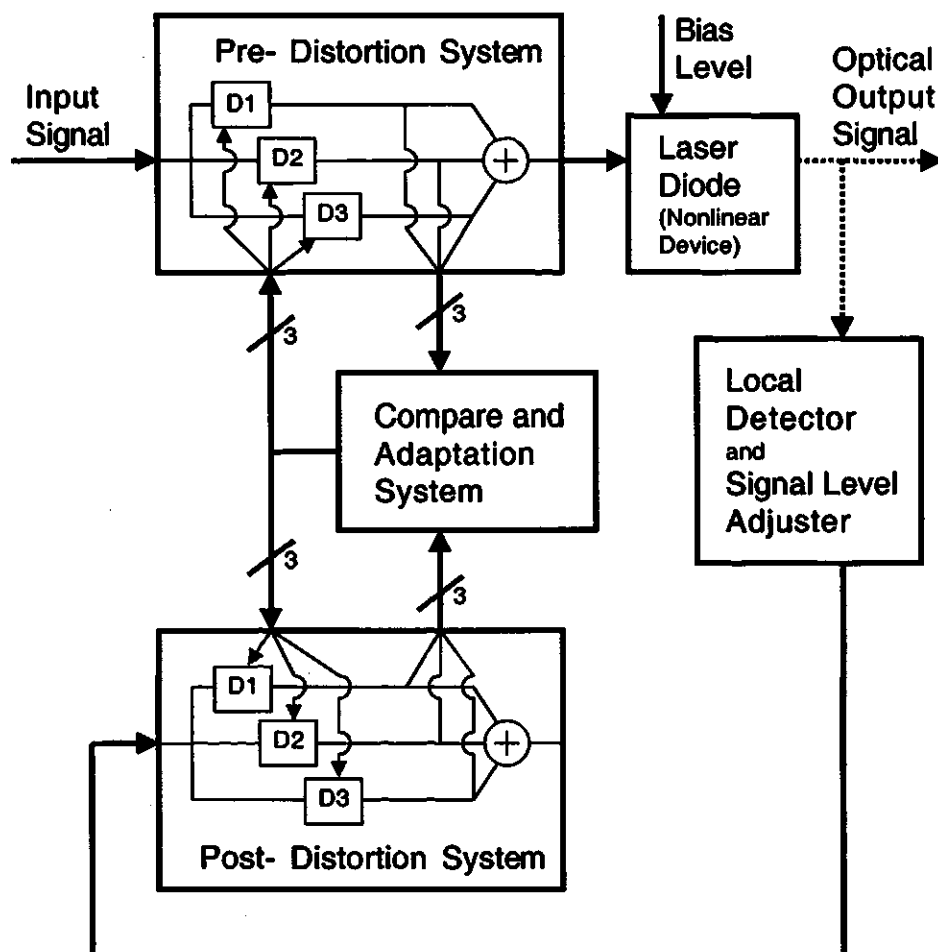 Pre- Distortion System
Input
Signal
D1
D2
D3
+
Bias
Level
Laser
Diode
(Nonlinear
Device)
Optical
Output
Signal
3
3
Compare and
Adaptation
System
Local
Detector
and
Signal Level
Adjuster
3
3
D1
D2
D3
+
Post- Distortion System